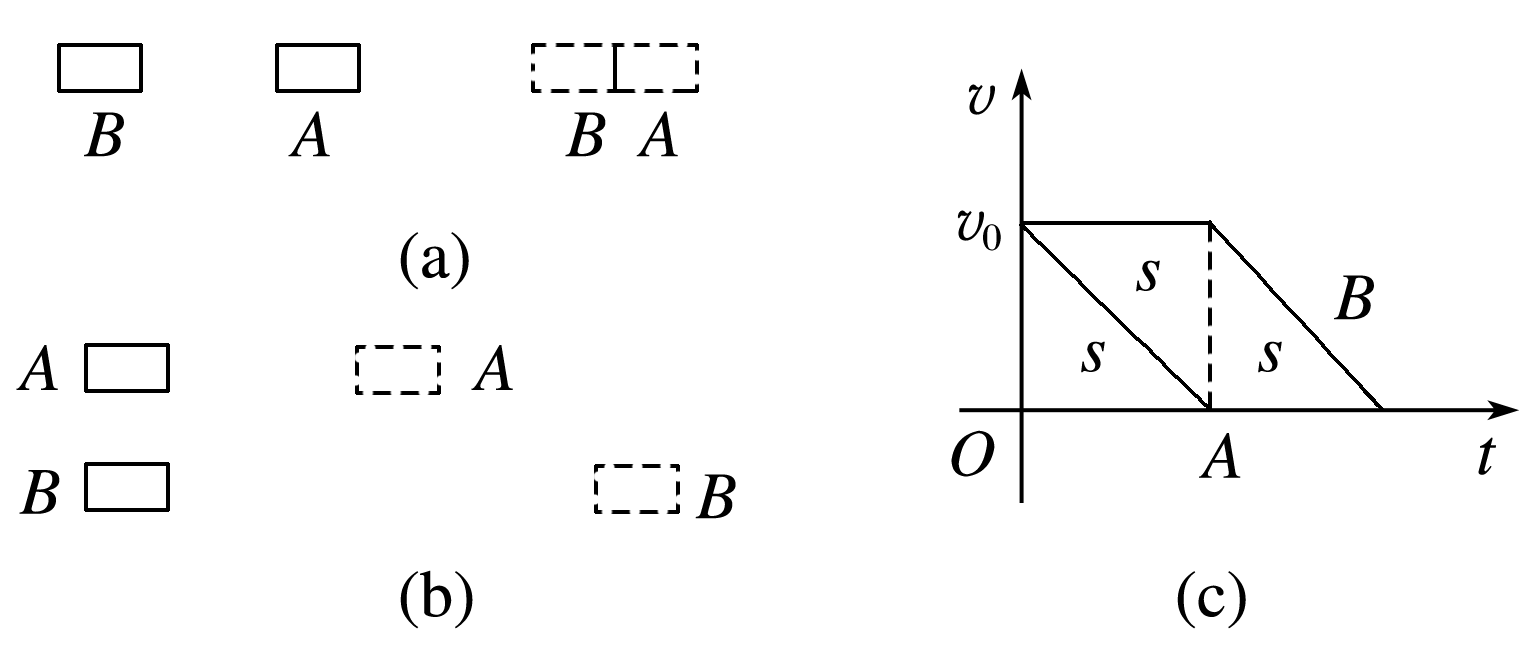 B A B A
(a)
A A
B B
(b)
v
v₀
s
s s
B
O A t
(c)